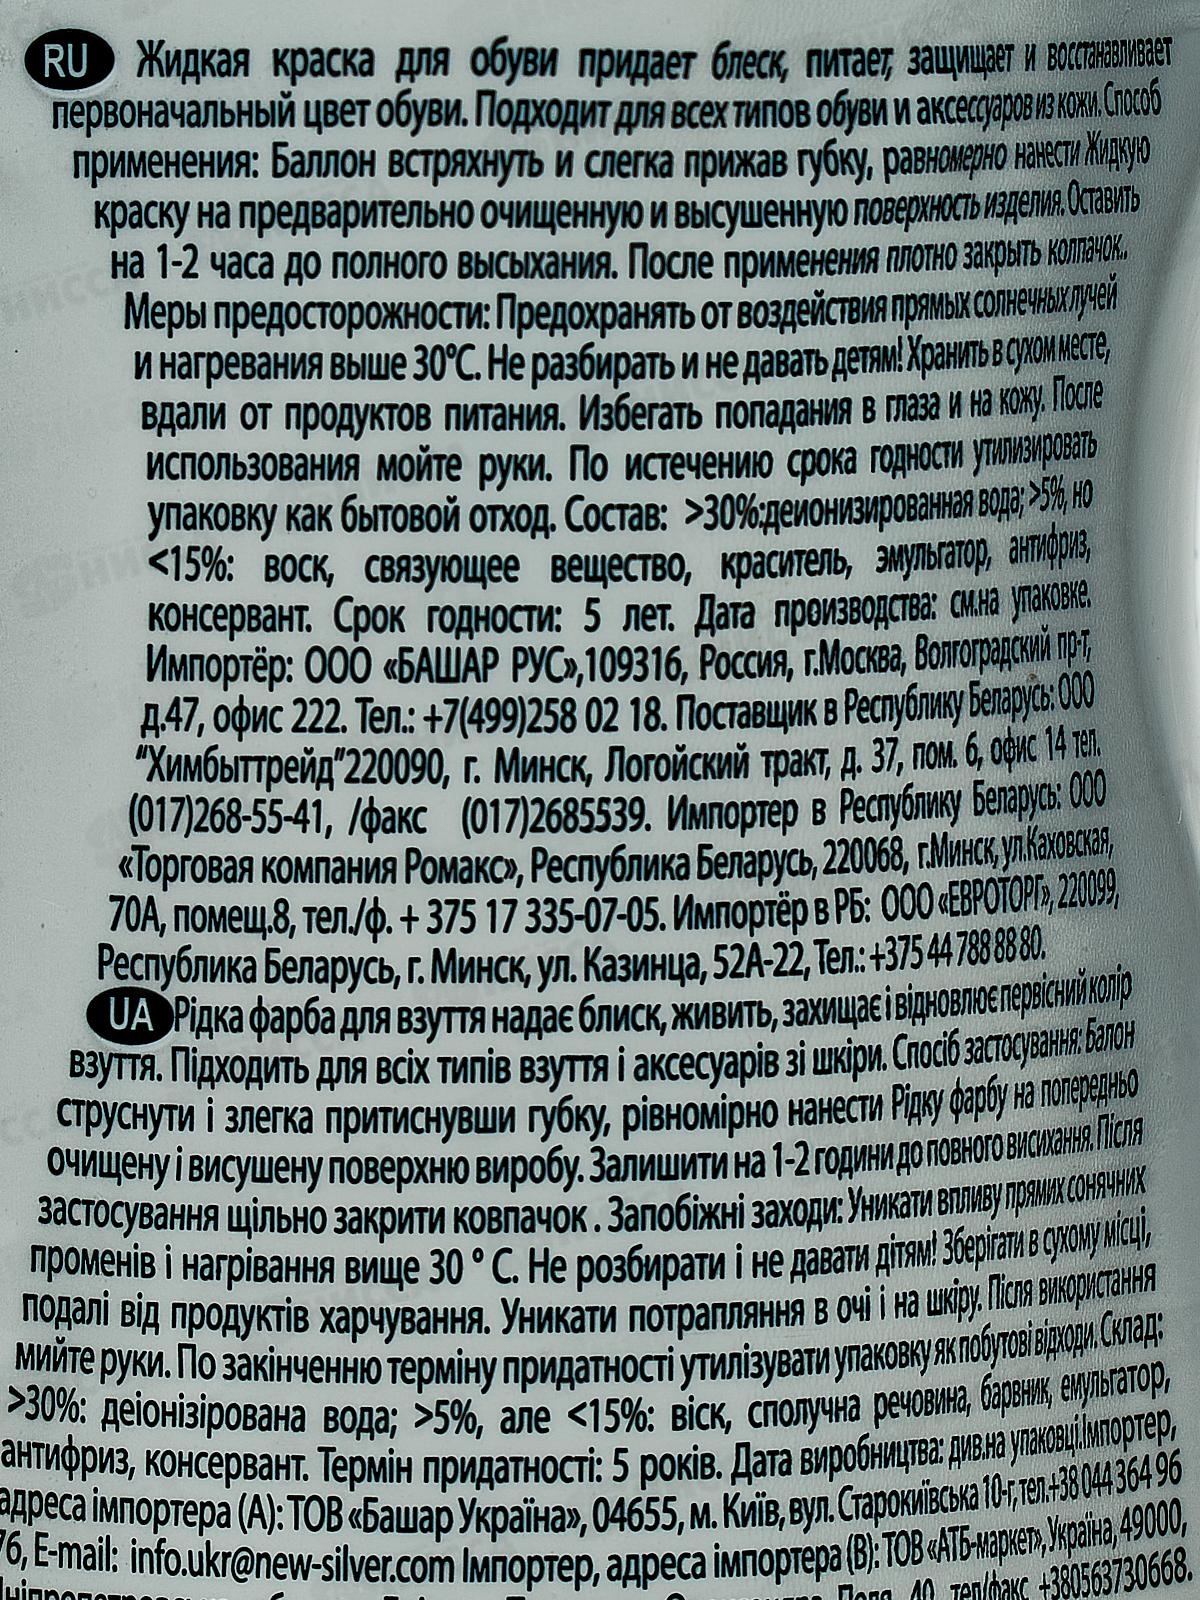 RU Жидкая краска для обуви придает блеск, питает, защищает и восстанавливает
первоначальный цвет обуви. Подходит для всех типов обуви и аксессуаров из кожи. Способ
применения: Баллон встряхнуть и слегка прижав губку, равномерно нанести Жидкую
краску на предварительно очищенную и высушенную поверхность изделия. Оставить
на 1-2 часа до полного высыхания. После применения плотно закрыть колпачок..
Меры предосторожности: Предохранять от воздействия прямых солнечных лучей
и нагревания выше 30°С. Не разбирать и не давать детям! Хранить в сухом месте,
вдали от продуктов питания. Избегать попадания в глаза и на кожу. После
использования мойте руки. По истечению срока годности утилизировать
упаковку как бытовой отход. Состав: >30%:деионизированная вода; >5%, но
<15%: воск, связующее вещество, краситель, эмульгатор, антифриз,
консервант. Срок годности: 5 лет. Дата производства: см.на упаковке.
Импортёр: ООО «БАШАР РУС»,109316, Россия, г.Москва, Волгоградский пр-т,
д.47, офис 222. Тел.: +7(499)258 02 18. Поставщик в Республику Беларусь: ООО
"Химбыттрейд"220090, г. Минск, Логойский тракт, д. 37, пом. 6, офис 14 тел.
(017)268-55-41, /факс (017)2685539. Импортер в Республику Беларусь: ООО
«Торговая компания Ромакс», Республика Беларусь, 220068, г.Минск, ул.Каховская,
70А, помещ.8, тел./ф. + 375 17 335-07-05. Импортёр в РБ: ООО «ЕВРОТОРГ», 220099,
Республика Беларусь, г. Минск, ул. Казинца, 52А-22, Тел.: +375 44 788 88 80.
UA Рідка фарба для взуття надає блиск, живить, захищає і відновлює первісний колір
взуття. Підходить для всіх типів взуття і аксесуарів зі шкіри. Спосіб застосування: Балон
струснути і злегка притиснувши губку, рівномірно нанести Рідку фарбу на попередньо
очищену і висушену поверхню виробу. Залишити на 1-2 години до повного висихання. Після
застосування щільно закрити ковпачок . Запобіжні заходи: Уникати впливу прямих сонячних
променів і нагрівання вище 30 ° С. Не розбирати і не давати дітям! Зберігати в сухому місці,
подалі від продуктів харчування. Уникати потрапляння в очі і на шкіру. Після використання
мийте руки. По закінченню терміну придатності утилізувати упаковку як побутові відходи. Склад:
>30%: деіонізірована вода; >5%, але <15%: віск, сполучна речовина, барвник, емульгатор,
антифриз, консервант. Термін придатності: 5 років. Дата виробництва: див.на упаковці.Імпортер,
адреса імпортера (А): ТОВ «Башар Україна», 04655, м. Київ, вул. Старокиївська 10-г, тел.+38 044 364 96
76, E-mail: info.ukr@new-silver.com Імпортер, адреса імпортера (В): ТОВ «АТБ-маркет», Україна, 49000,
Поля, 40, тел/факс +380563730668.